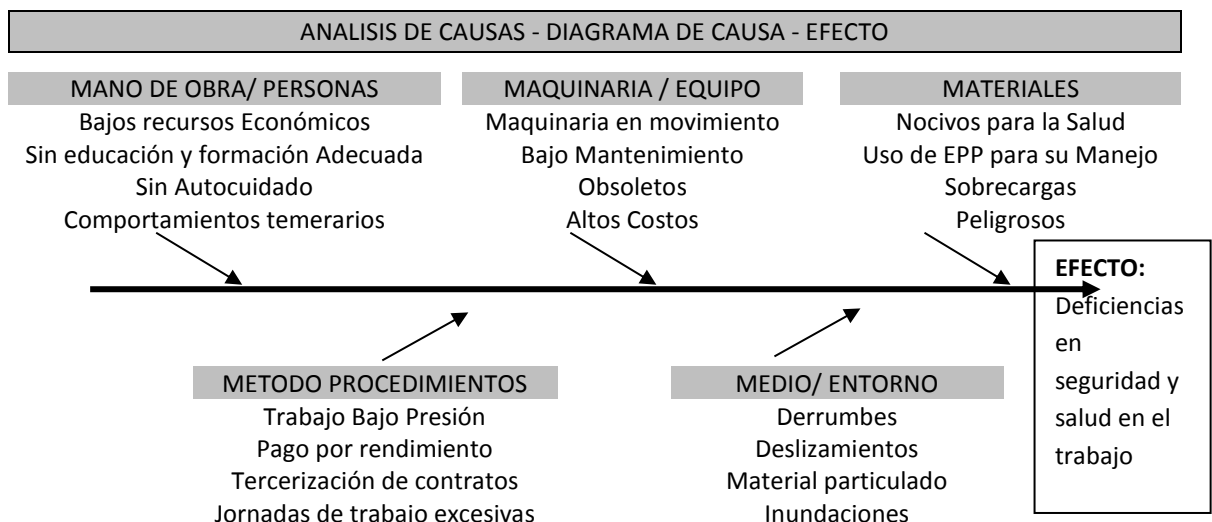 ANALISIS DE CAUSAS - DIAGRAMA DE CAUSA - EFECTO
MANO DE OBRA/ PERSONAS
Bajos recursos Económicos
Sin educación y formación Adecuada
Sin Autocuidado
Comportamientos temerarios
MAQUINARIA / EQUIPO
Maquinaria en movimiento
Bajo Mantenimiento
Obsoletos
Altos Costos
MATERIALES
Nocivos para la Salud
Uso de EPP para su Manejo
Sobrecargas
Peligrosos
EFECTO:
Deficiencias
en
seguridad y
salud en el
trabajo
METODO PROCEDIMIENTOS
Trabajo Bajo Presión
Pago por rendimiento
Tercerización de contratos
Jornadas de trabajo excesivas
MEDIO/ ENTORNO
Derrumbes
Deslizamientos
Material particulado
Inundaciones